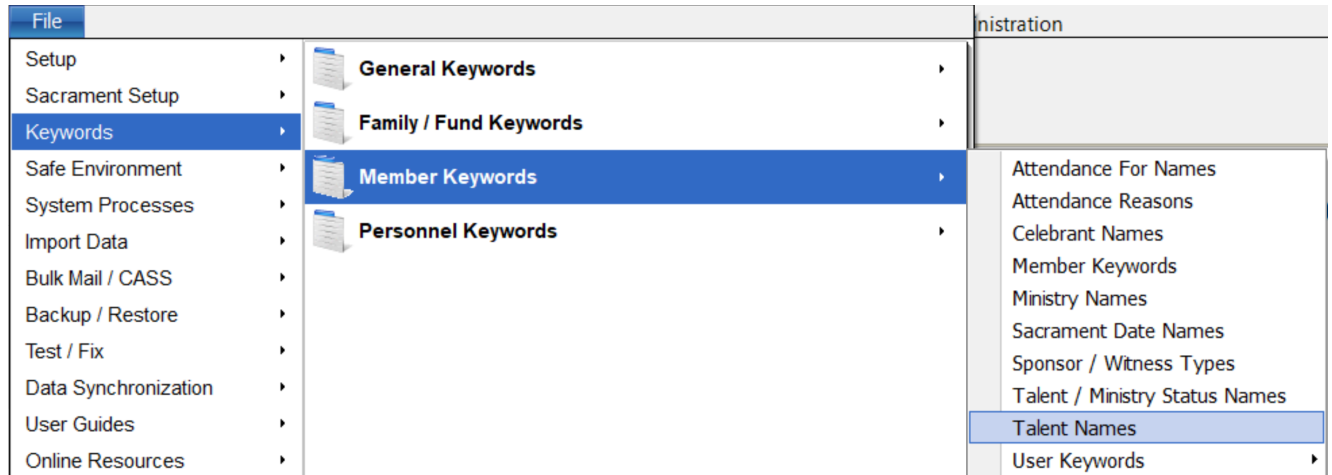 File
inistration
Setup
Sacrament Setup
Keywords
Safe Environment
System Processes
Import Data
Bulk Mail / CASS
Backup / Restore
Test / Fix
Data Synchronization
User Guides
Online Resources
General Keywords
Family / Fund Keywords
Member Keywords
Personnel Keywords
Attendance For Names
Attendance Reasons
Celebrant Names
Member Keywords
Ministry Names
Sacrament Date Names
Sponsor / Witness Types
Talent / Ministry Status Names
Talent Names
User Keywords